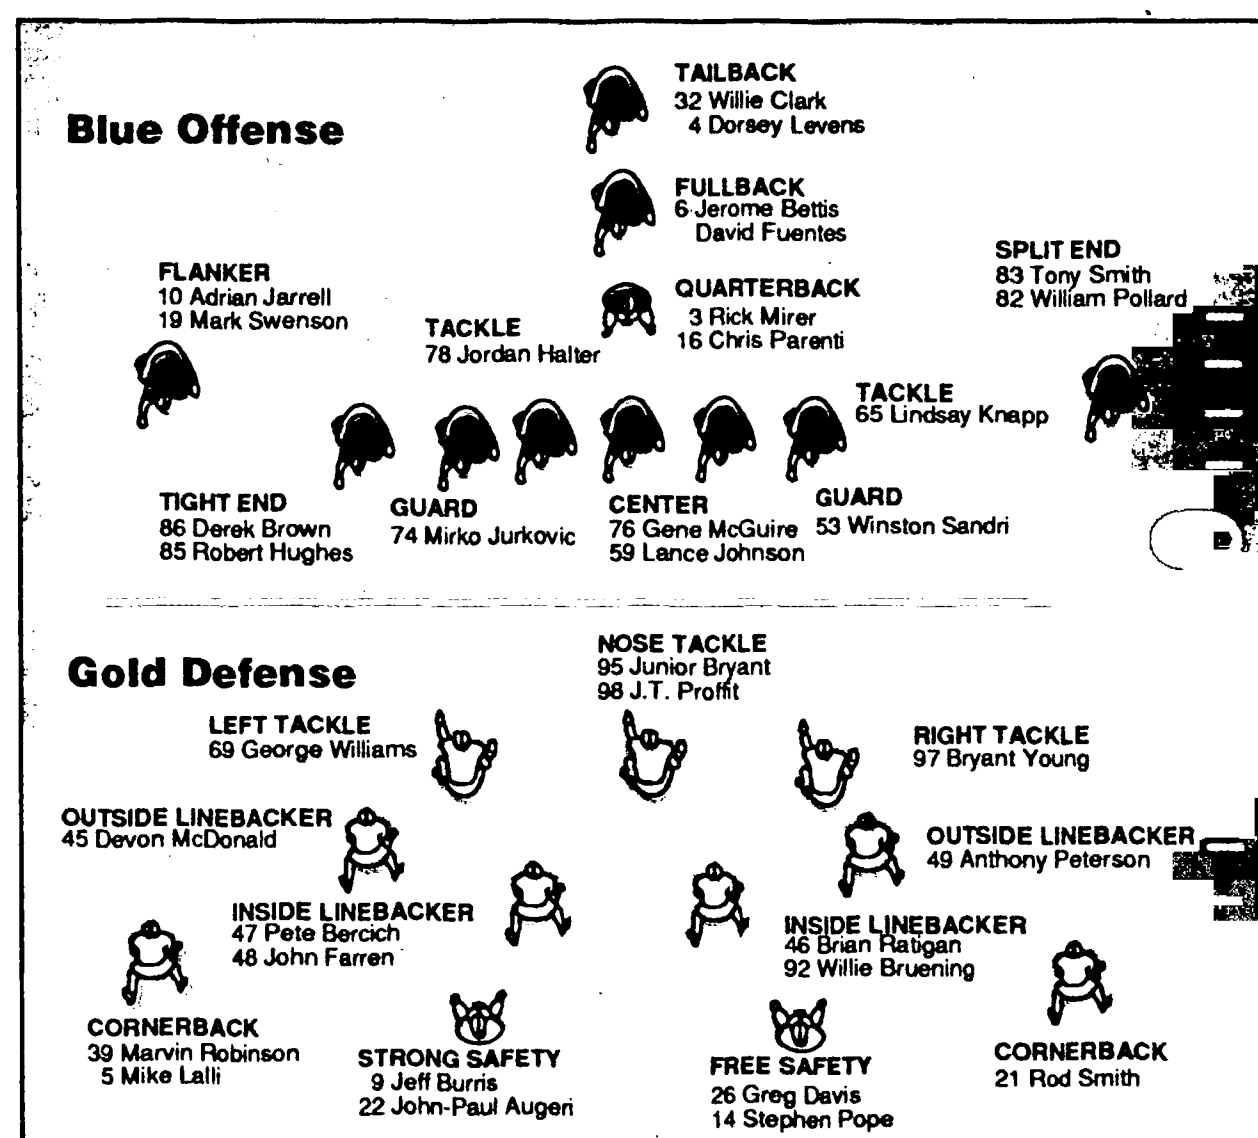 Blue Offense
TAILBACK
32 Willie Clark
4 Dorsey Levens
FULLBACK
6 Jerome Bettis
David Fuentes
FLANKER
10 Adrian Jarrell
19 Mark Swenson
TACKLE
78 Jordan Halter
QUARTERBACK
3 Rick Mirer
16 Chris Parenti
SPLIT END
83 Tony Smith
82 William Pollard
TACKLE
65 Lindsay Knapp
TIGHT END
86 Derek Brown
85 Robert Hughes
GUARD
74 Mirko Jurkovic
CENTER
76 Gene McGuire
59 Lance Johnson
GUARD
53 Winston Sandri
Gold Defense
NOSE TACKLE
95 Junior Bryant
98 J.T. Proffit
LEFT TACKLE
69 George Williams
RIGHT TACKLE
97 Bryant Young
OUTSIDE LINEBACKER
45 Devon McDonald
OUTSIDE LINEBACKER
49 Anthony Peterson
INSIDE LINEBACKER
47 Pete Bercich
48 John Farren
INSIDE LINEBACKER
46 Brian Ratigan
92 Willie Bruening
CORNERBACK
39 Marvin Robinson
5 Mike Lalli
STRONG SAFETY
9 Jeff Burris
22 John-Paul Augeri
FREE SAFETY
26 Greg Davis
14 Stephen Pope
CORNERBACK
21 Rod Smith